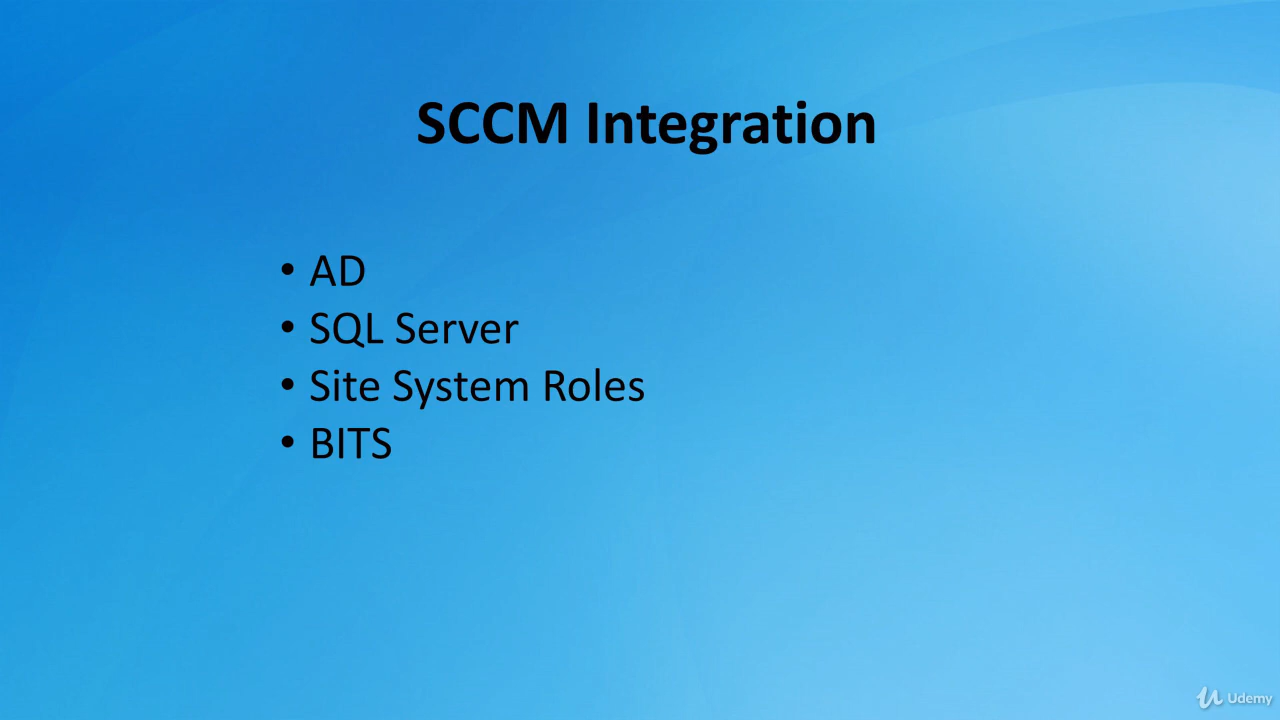 SCCM Integration
• AD
• SQL Server
• Site System Roles
• BITS
Udemy